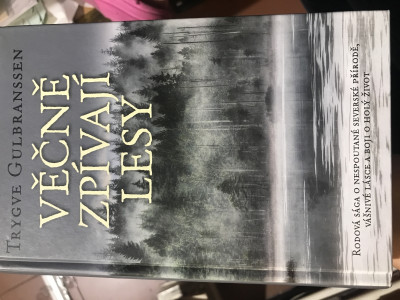 TRYGVE GULBRANSSEN
VĚČNĚ
ZPÍVAJÍ
LESY
RODOVÁ SÁGA O NESPOUTANÉ SEVERSKÉ PŘÍRODĚ,
VÁŠNIVÉ LÁSCE A BOJI O HOLÝ ŽIVOT